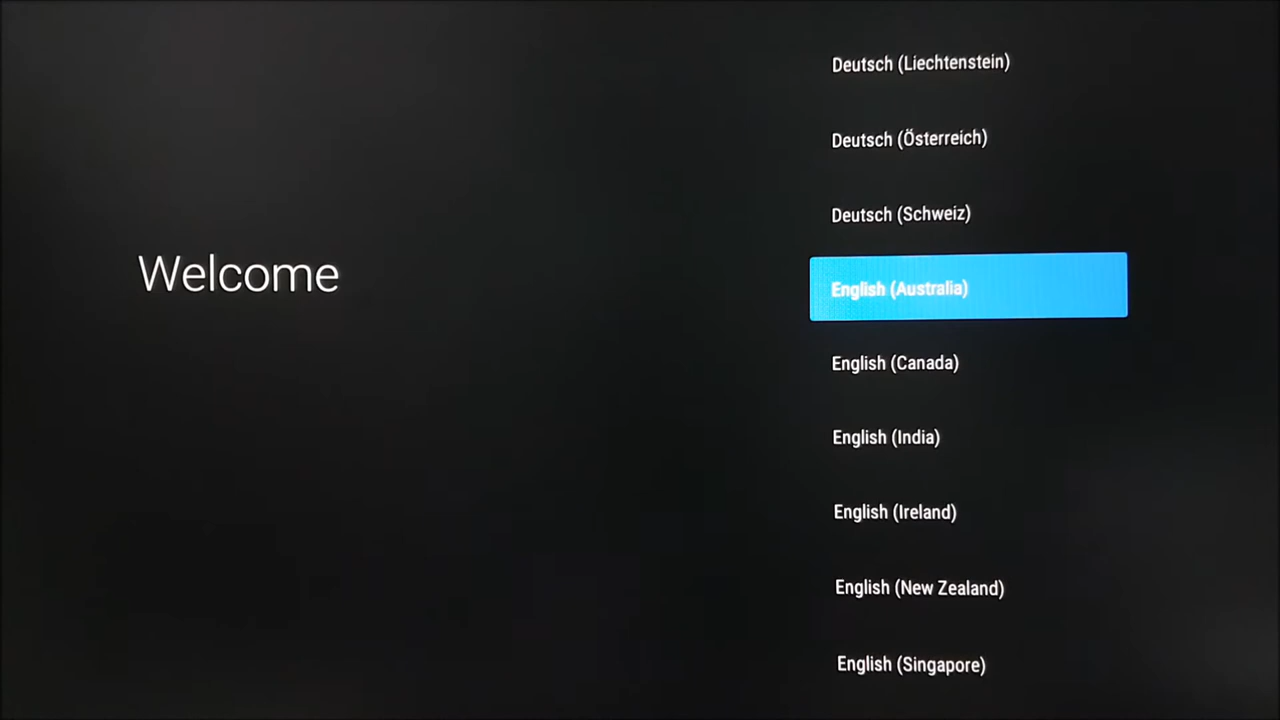 Welcome
Deutsch (Liechtenstein)
Deutsch (Österreich)
Deutsch (Schweiz)
English (Australia)
English (Canada)
English (India)
English (Ireland)
English (New Zealand)
English (Singapore)